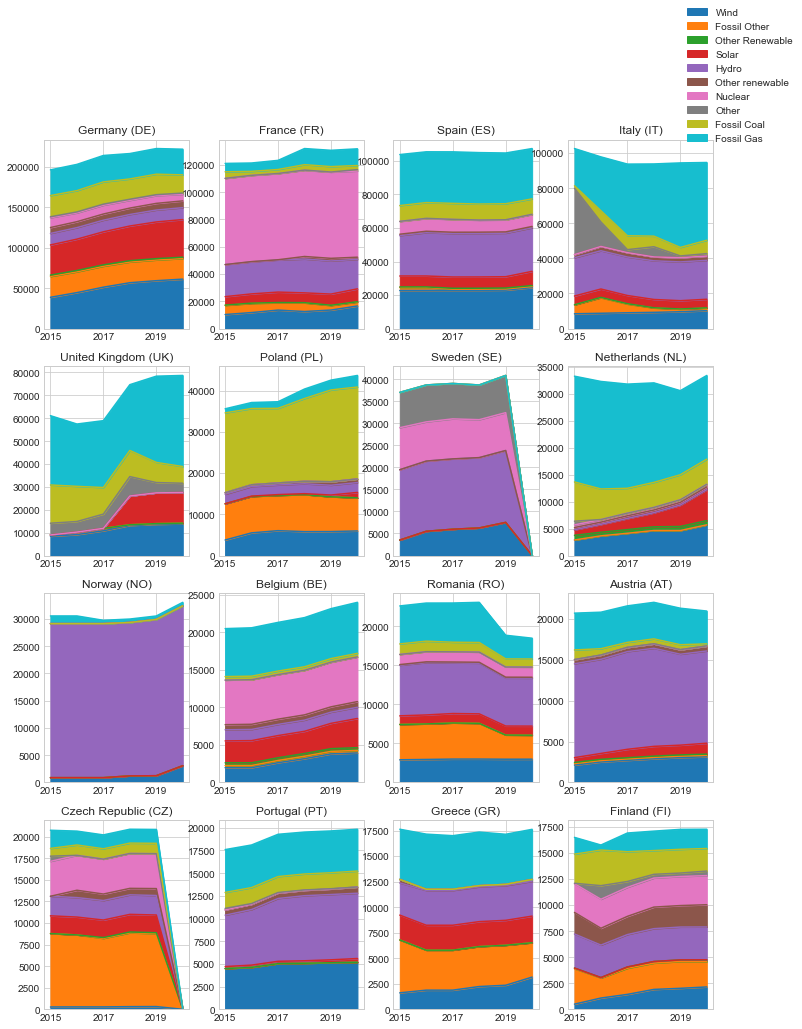 Wind
Fossil Other
Other Renewable
Solar
Hydro
Other renewable
Nuclear
Other
Fossil Coal
Fossil Gas
Germany (DE)
200000
150000
100000
50000
0
2015 2017 2019
France (FR)
120000
100000
80000
60000
40000
20000
0
2015 2017 2019
Spain (ES)
100000
80000
60000
40000
20000
0
2015 2017 2019
Italy (IT)
100000
80000
60000
40000
20000
0
2015 2017 2019
United Kingdom (UK)
80000
70000
60000
50000
40000
30000
20000
10000
0
2015 2017 2019
Poland (PL)
40000
30000
20000
10000
0
2015 2017 2019
Sweden (SE)
40000
35000
30000
25000
20000
15000
10000
5000
0
2015 2017 2019
Netherlands (NL)
35000
30000
25000
20000
15000
10000
5000
0
2015 2017 2019
Norway (NO)
30000
25000
20000
15000
10000
5000
0
2015 2017 2019
Belgium (BE)
25000
20000
15000
10000
5000
0
2015 2017 2019
Romania (RO)
20000
15000
10000
5000
0
2015 2017 2019
Austria (AT)
20000
15000
10000
5000
0
2015 2017 2019
Czech Republic (CZ)
20000
17500
15000
12500
10000
7500
5000
2500
0
2015 2017 2019
Portugal (PT)
20000
17500
15000
12500
10000
7500
5000
2500
0
2015 2017 2019
Greece (GR)
17500
15000
12500
10000
7500
5000
2500
0
2015 2017 2019
Finland (FI)
17500
15000
12500
10000
7500
5000
2500
0
2015 2017 2019